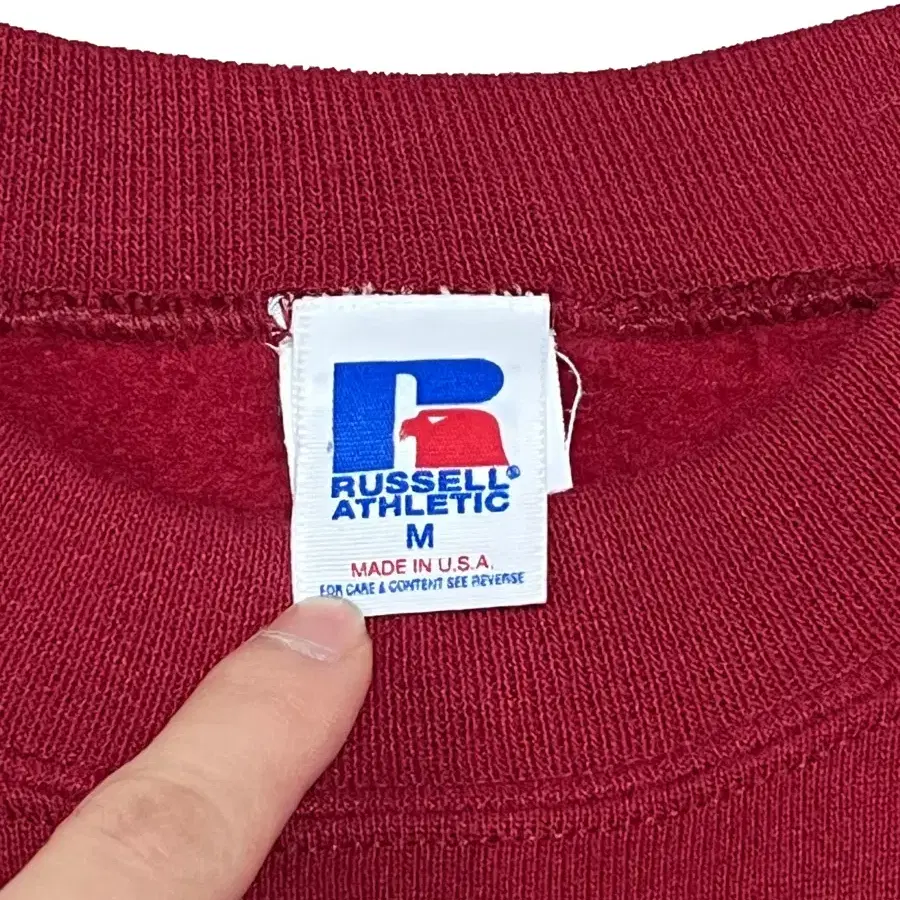 RUSSELL®
ATHLETIC
M
MADE IN U.S.A.
FOR CARE & CONTENT SEE REVERSE